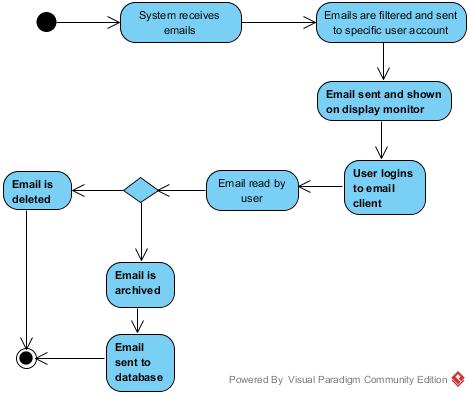 System receives
emails
Emails are filtered and sent
to specific user account
Email sent and shown
on display monitor
User logins
to email
client
Email read by
user
Email is
deleted
Email is
archived
Email
sent to
database
Powered By Visual Paradigm Community Edition